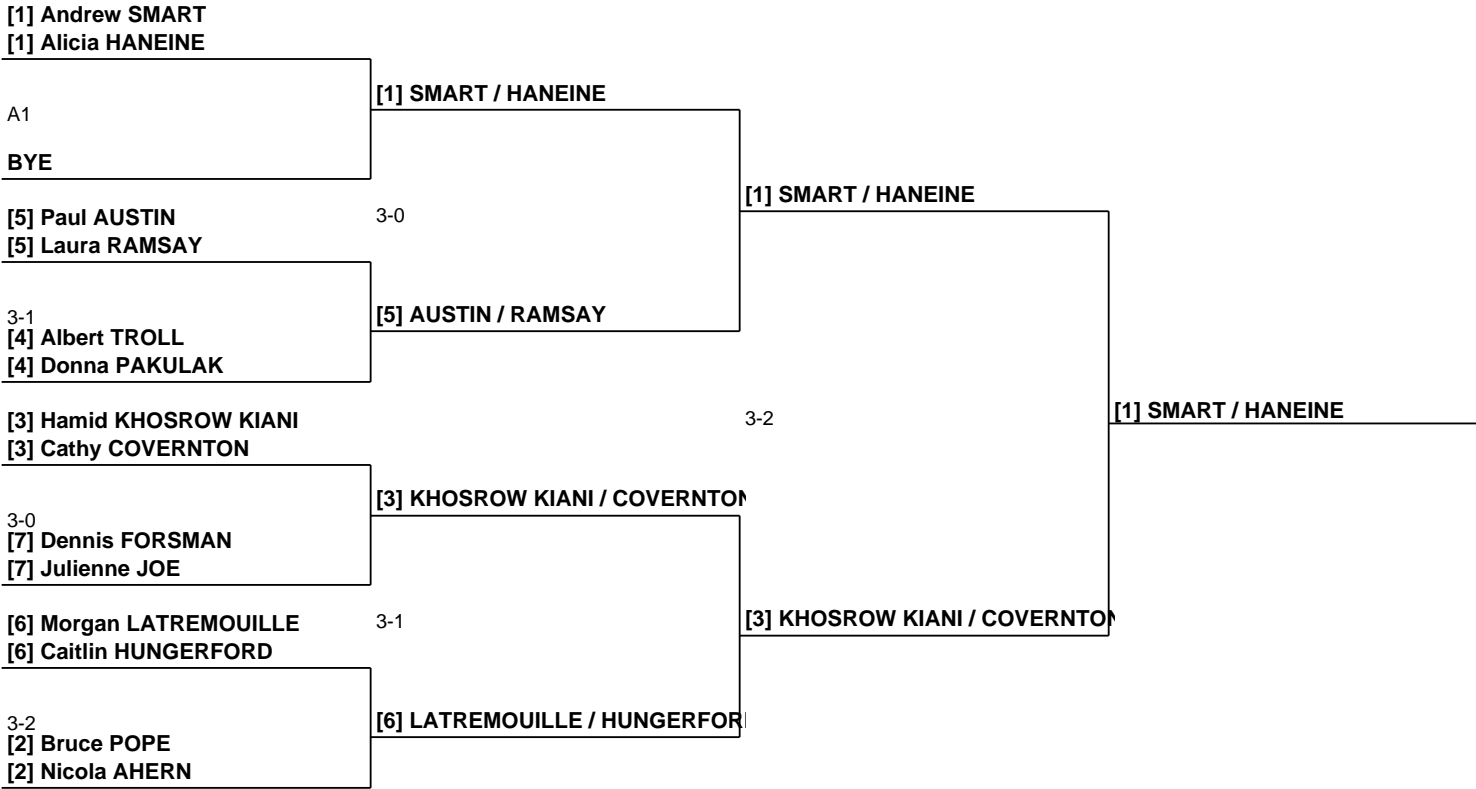 [1] Andrew SMART
[1] Alicia HANEINE
[1] SMART / HANEINE
A1
BYE
[1] SMART / HANEINE
[5] Paul AUSTIN
3-0
[5] Laura RAMSAY
[5] AUSTIN / RAMSAY
3-1
[4] Albert TROLL
[4] Donna PAKULAK
[1] SMART / HANEINE
[3] Hamid KHOSROW KIANI
3-2
[3] Cathy COVERNTON
[3] KHOSROW KIANI / COVERNTON
3-0
[7] Dennis FORSMAN
[7] Julienne JOE
[6] Morgan LATREMOUILLE
3-1
[3] KHOSROW KIANI / COVERNTON
[6] Caitlin HUNGERFORD
[6] LATREMOUILLE / HUNGERFOR
3-2
[2] Bruce POPE
[2] Nicola AHERN